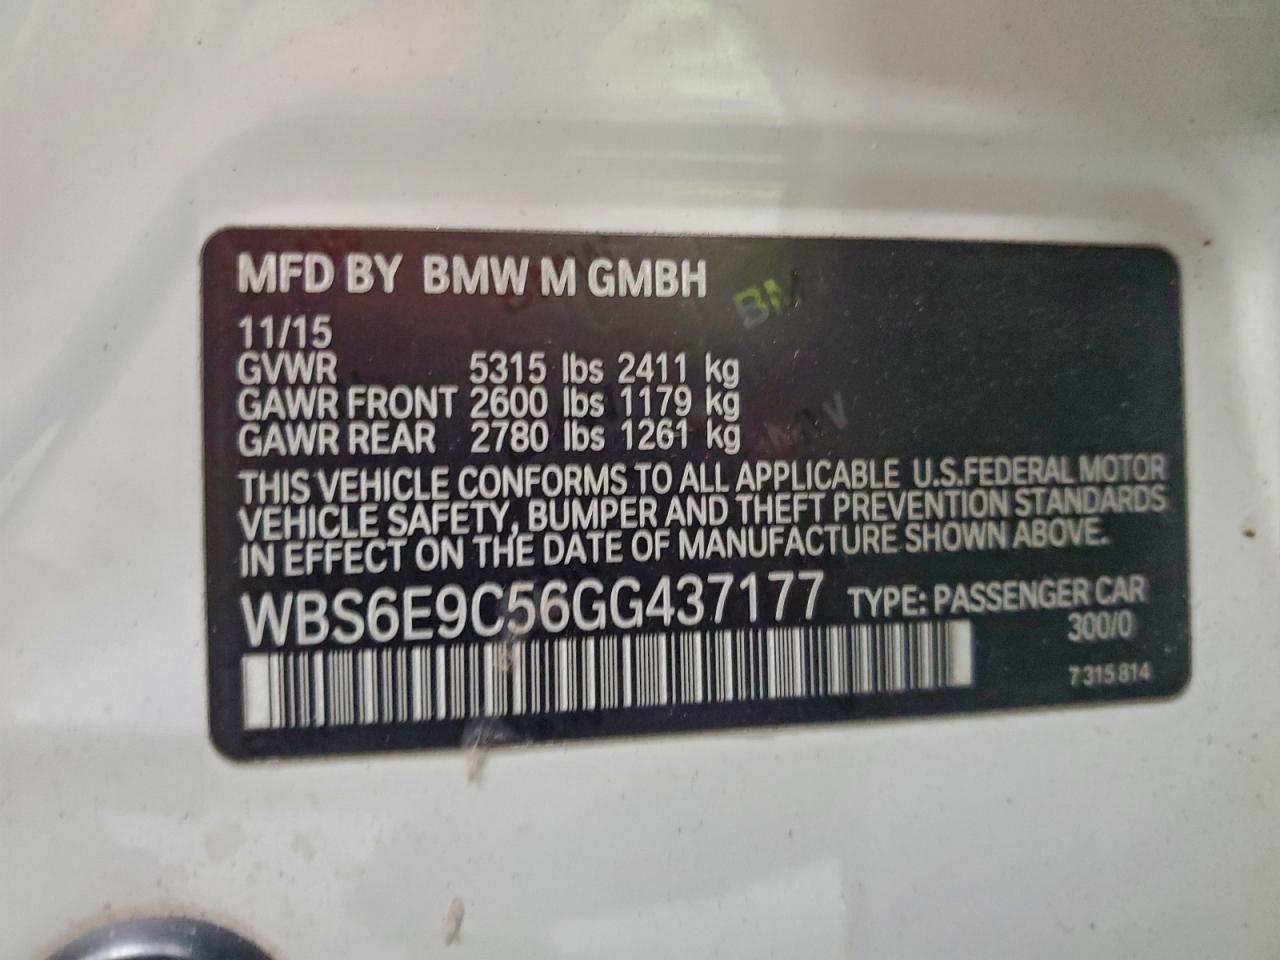 MFD BY BMW M GMBH
11/15
GVWR 5315 lbs 2411 kg
GAWR FRONT 2600 lbs 1179 kg
GAWR REAR 2780 lbs 1261 kg
THIS VEHICLE CONFORMS TO ALL APPLICABLE U.S.FEDERAL MOTOR
VEHICLE SAFETY, BUMPER AND THEFT PREVENTION STANDARDS
IN EFFECT ON THE DATE OF MANUFACTURE SHOWN ABOVE.
WBS6E9C56GG437177 TYPE: PASSENGER CAR
300/0
7 315 814